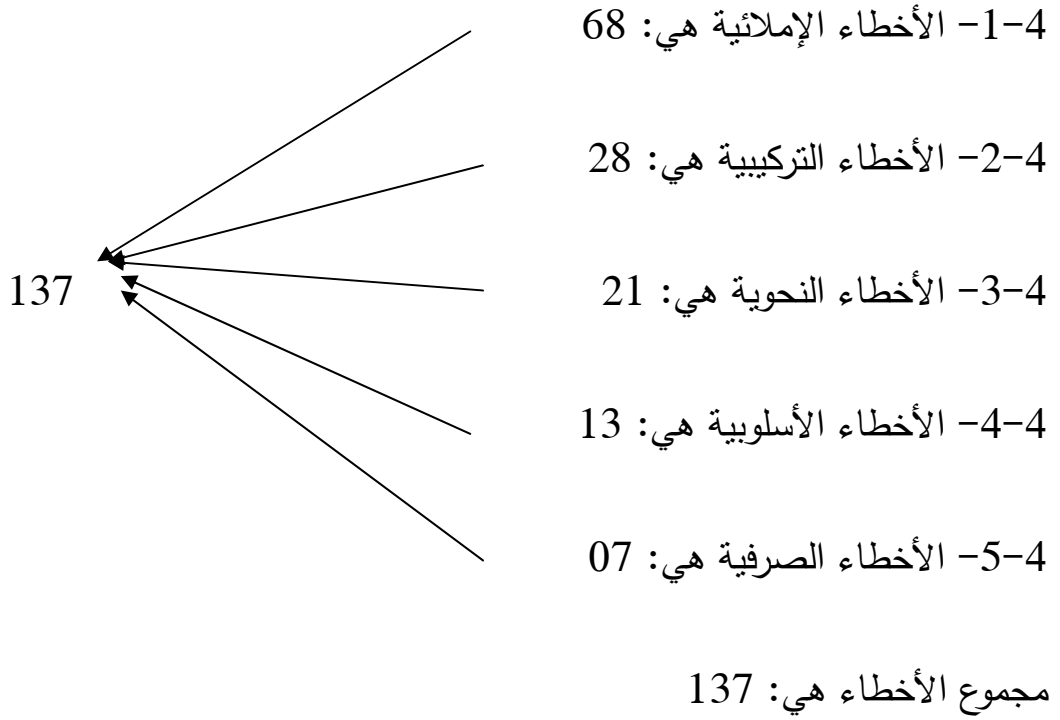 4-1- الأخطاء الإملائية هي: 68
4-2- الأخطاء التركيبية هي: 28
4-3- الأخطاء النحوية هي: 21
137
4-4- الأخطاء الأسلوبية هي: 13
4-5- الأخطاء الصرفية هي: 07
مجموع الأخطاء هي: 137